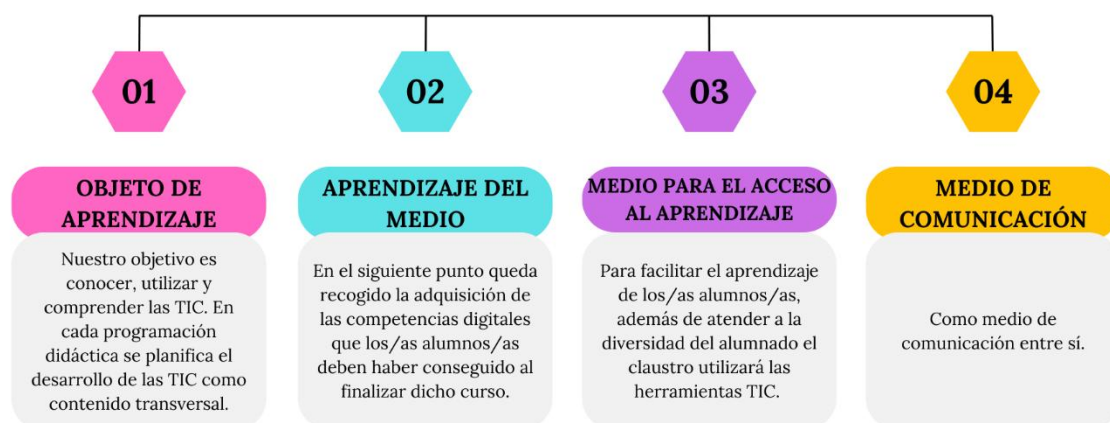 01
OBJETO DE
APRENDIZAJE
Nuestro objetivo es
conocer, utilizar y
comprender las TIC. En
cada programación
didáctica se planifica el
desarrollo de las TIC como
contenido transversal.
02
APRENDIZAJE DEL
MEDIO
En el siguiente punto queda
recogido la adquisición de
las competencias digitales
que los/as alumnos/as
deben haber conseguido al
finalizar dicho curso.
03
MEDIO PARA EL ACCESO
AL APRENDIZAJE
Para facilitar el aprendizaje
de los/as alumnos/as,
además de atender a la
diversidad del alumnado el
claustro utilizará las
herramientas TIC.
04
MEDIO DE
COMUNICACIÓN
Como medio de
comunicación entre sí.